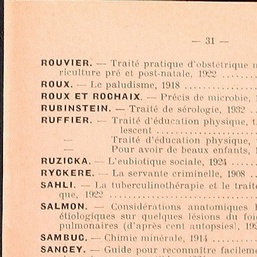 — 31 —
ROUVIER. — Traité pratique d'obstétrique
riculture pré et post-natale, 1922 ........
ROUX. — Le paludisme, 1918 ........
ROUX ET ROCHAIX. — Précis de microbie,
RUBINSTEIN. — Traité de sérologie, 1932 ....
RUFFIER. — Traité d'éducation physique,
lescent ........
— Traité d'éducation physique,
— Pour avoir de beaux enfants,
RUZICKA. — L'eubiotique sociale, 1924 ......
RYCKERE. — La servante criminelle, 1908 ....
SAHLI. — La tuberculinothérapie et le
que, 1922 ........
SALMON. — Considérations anatomiques
étiologiques sur quelques lésions du
pulmonaires (d'après cent autopsies),
SAMBUC. — Chimie minérale, 1914 ........
SANCEY. — Guide pour reconnaître